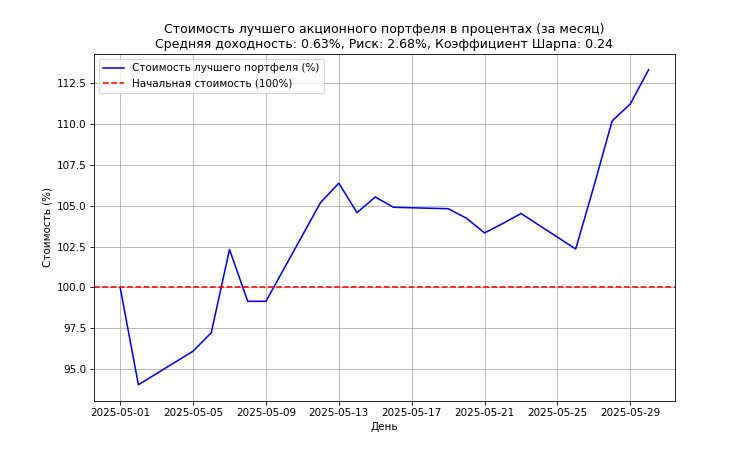 Стоимость лучшего акционного портфеля в процентах (за месяц)
Средняя доходность: 0.63%, Риск: 2.68%, Коэффициент Шарпа: 0.24
Стоимость лучшего портфеля (%)
Начальная стоимость (100%)
Стоимость (%)
112.5
110.0
107.5
105.0
102.5
100.0
97.5
95.0
2025-05-01 2025-05-05 2025-05-09 2025-05-13 2025-05-17 2025-05-21 2025-05-25 2025-05-29
День